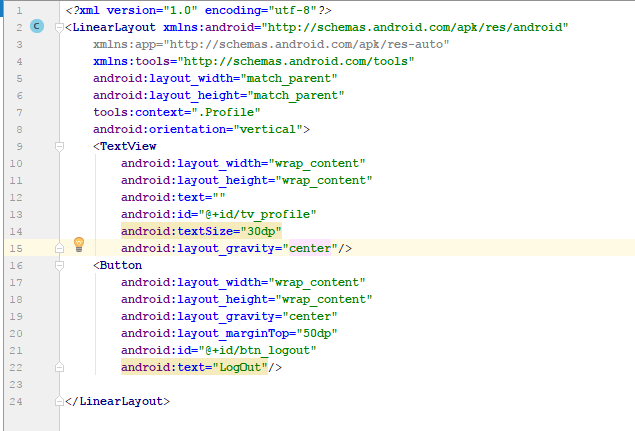 1 <?xml version="1.0" encoding="utf-8"?>
2 C <LinearLayout xmlns:android="http://schemas.android.com/apk/res/android"
3 xmlns:app="http://schemas.android.com/apk/res-auto"
4 xmlns:tools="http://schemas.android.com/tools"
5 android:layout_width="match_parent"
6 android:layout_height="match_parent"
7 tools:context=".Profile"
8 android:orientation="vertical">
9 <TextView
10 android:layout_width="wrap_content"
11 android:layout_height="wrap_content"
12 android:text=""
13 android:id="@+id/tv_profile"
14 android:textSize="30dp"
15 android:layout_gravity="center"/>
16 <Button
17 android:layout_width="wrap_content"
18 android:layout_height="wrap_content"
19 android:layout_gravity="center"
20 android:layout_marginTop="50dp"
21 android:id="@+id/btn_logout"
22 android:text="LogOut"/>
23
24 </LinearLayout>